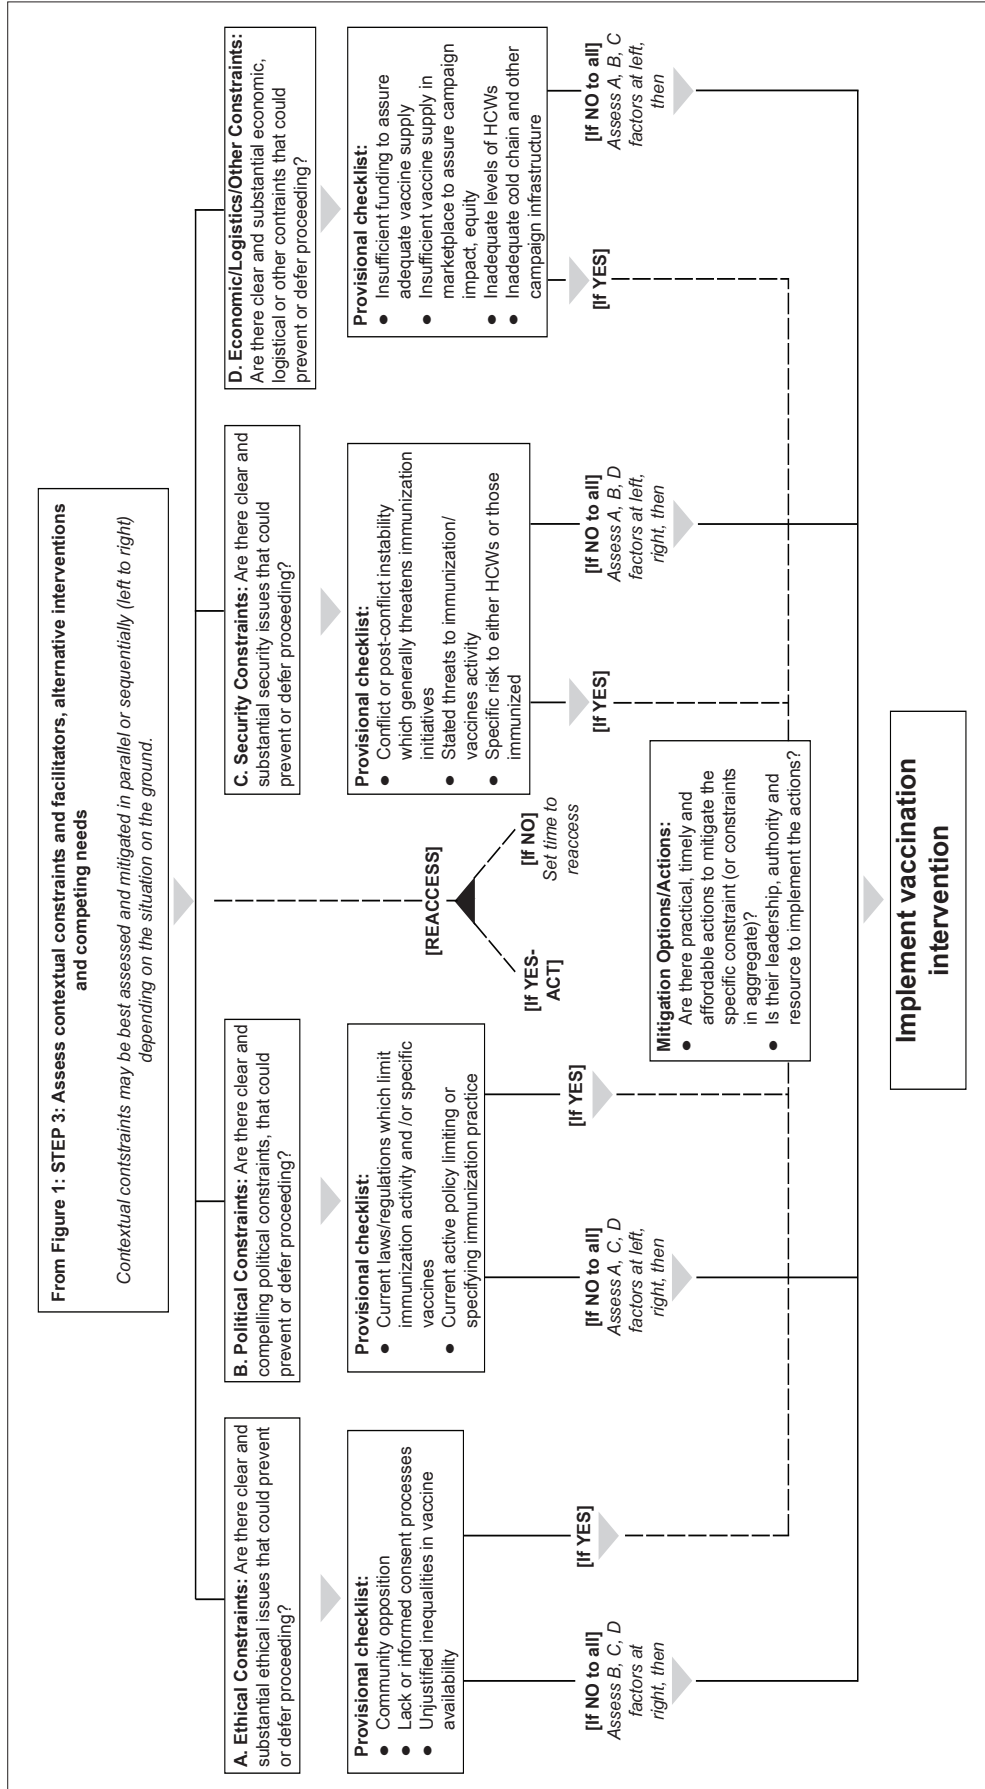 From Figure 1: STEP 3: Assess contextual constraints and facilitators, alternative interventions
and competing needs
Contextual contstraints may be best assessed and mitigated in parallel or sequentially (left to right)
depending on the situation on the ground.
A. Ethical Constraints: Are there clear and
substantial ethical issues that could prevent
or defer proceeding?
Provisional checklist:
● Community opposition
● Lack or informed consent processes
● Unjustified inequalities in vaccine
availability
[If NO to all]
Assess B, C, D
factors at
right, then
[If YES]
B. Political Constraints: Are there clear and
compelling political constraints, that could
prevent or defer proceeding?
Provisional checklist:
● Current laws/regulations which limit
immunization activity and /or specific
vaccines
● Current active policy limiting or
specifying immunization practice
[If NO to all]
Assess A, C, D
factors at left,
right, then
[If YES]
[REACCESS]
[If YES-
ACT]
[If NO]
Set time to
reaccess
C. Security Constraints: Are there clear and
substantial security issues that could
prevent or defer proceeding?
Provisional checklist:
● Conflict or post-conflict instability
which generally threatens immunization
initiatives
● Stated threats to immunization/
vaccines activity
● Specific risk to either HCWs or those
immunized
[If YES]
[If NO to all]
Assess A, B, D
factors at left,
right, then
D. Economic/Logistics/Other Constraints:
Are there clear and substantial economic,
logistical or other contraints that could
prevent or defer proceeding?
Provisional checklist:
● Insufficient funding to assure
adequate vaccine supply
● Insufficient vaccine supply in
marketplace to assure campaign
impact, equity
● Inadequate levels of HCWs
● Inadequate cold chain and other
campaign infrastructure
[If YES]
[If NO to all]
Assess A, B, C
factors at left,
then
Mitigation Options/Actions:
● Are there practical, timely and
affordable actions to mitigate the
specific constraint (or constraints
in aggregate)?
● Is their leadership, authority and
resource to implement the actions?
Implement vaccination
intervention